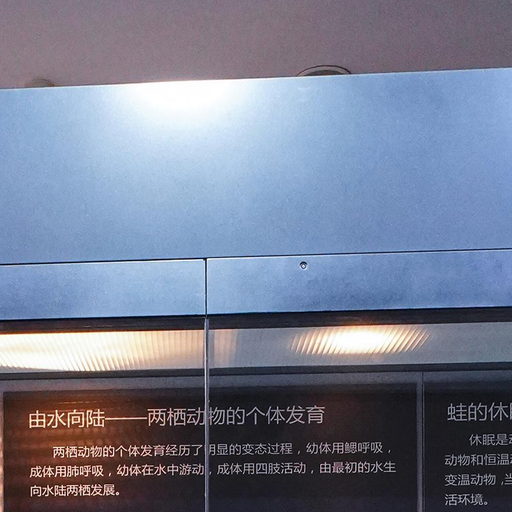 由水向陆——两栖动物的个体发育
两栖动物的个体发育经历了明显的变态过程，幼体用鳃呼吸，
成体用肺呼吸，幼体在水中游动，成体用四肢活动，由最初的水生
向水陆两栖发展。
蛙的休
休眠是
动物和恒温
变温动物，当
活环境。